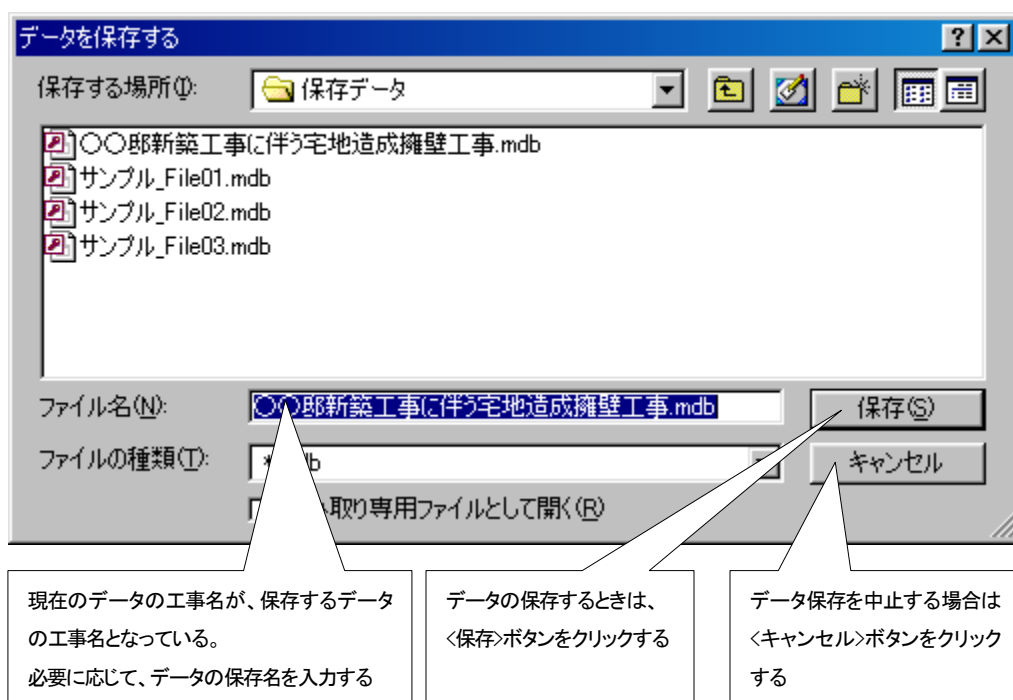 データを保存する
保存する場所(I):
保存データ
〇〇邸新築工事に伴う宅地造成擁壁工事.mdb
サンプル_File01.mdb
サンプル_File02.mdb
サンプル_File03.mdb
ファイル名(N):
〇〇邸新築工事に伴う宅地造成擁壁工事.mdb
保存(S)
ファイルの種類(T):
キャンセル
取り専用ファイルとして開く(R)
現在のデータの工事名が、保存するデータ
の工事名となっている。
必要に応じて、データの保存名を入力する
データの保存するときは、
<保存>ボタンをクリックする
データ保存を中止する場合は
<キャンセル>ボタンをクリック
する